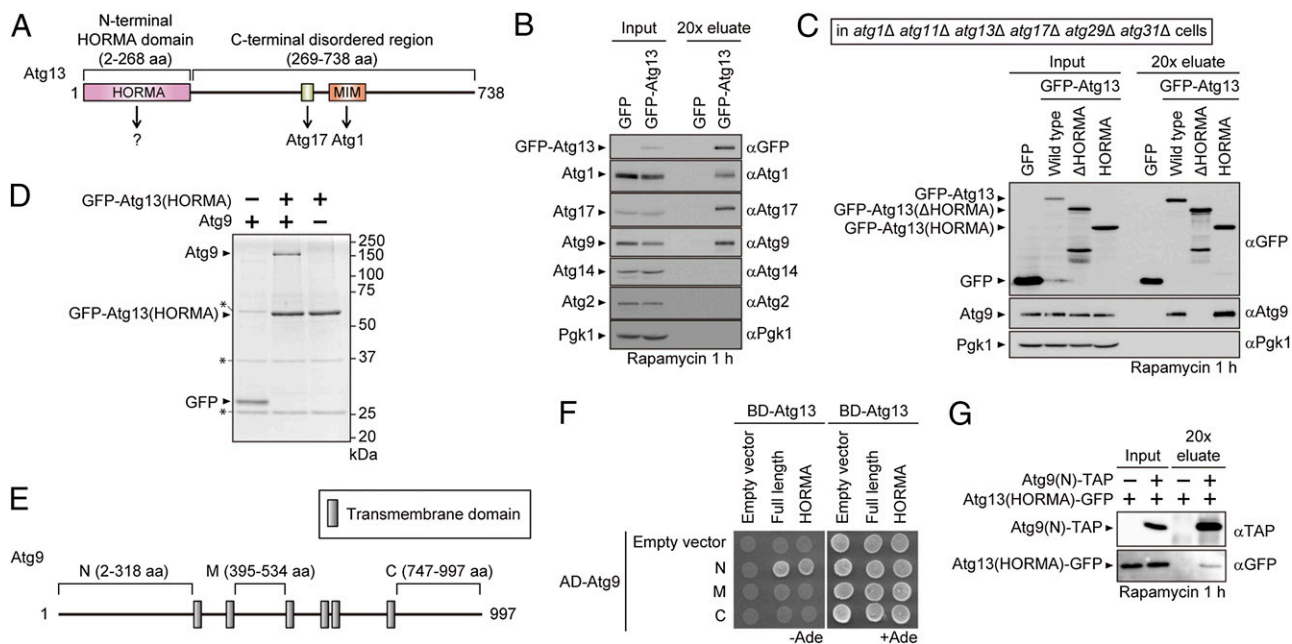 A
N-terminal
HORMA domain
(2-268 aa)
C-terminal disordered region
(269-738 aa)
Atg13
1 HORMA MIM 738
? Atg17 Atg1
B
Input 20x eluate
GFP GFP-Atg13 GFP GFP-Atg13
GFP-Atg13 αGFP
Atg1 αAtg1
Atg17 αAtg17
Atg9 αAtg9
Atg14 αAtg14
Atg2 αAtg2
Pgk1 αPgk1
Rapamycin 1 h
C
in atg1Δ atg11Δ atg13Δ atg17Δ atg29Δ atg31Δ cells
Input 20x eluate
GFP-Atg13 GFP-Atg13
GFP Wild type ΔHORMA HORMA GFP Wild type ΔHORMA HORMA
GFP-Atg13
GFP-Atg13(ΔHORMA)
GFP-Atg13(HORMA)
αGFP
GFP
Atg9 αAtg9
Pgk1 αPgk1
Rapamycin 1 h
D
GFP-Atg13(HORMA) – + +
Atg9 + + –
250
Atg9 150
100
75
*
GFP-Atg13(HORMA) 50
* 37
GFP
* 25
20
kDa
E
Transmembrane domain
Atg9
N (2-318 aa) M (395-534 aa) C (747-997 aa)
1 997
F
BD-Atg13 BD-Atg13
Empty vector Full length HORMA Empty vector Full length HORMA
Empty vector
N
AD-Atg9
M
C
-Ade +Ade
G
Input 20x eluate
Atg9(N)-TAP – + – +
Atg13(HORMA)-GFP + + + +
Atg9(N)-TAP αTAP
Atg13(HORMA)-GFP αGFP
Rapamycin 1 h